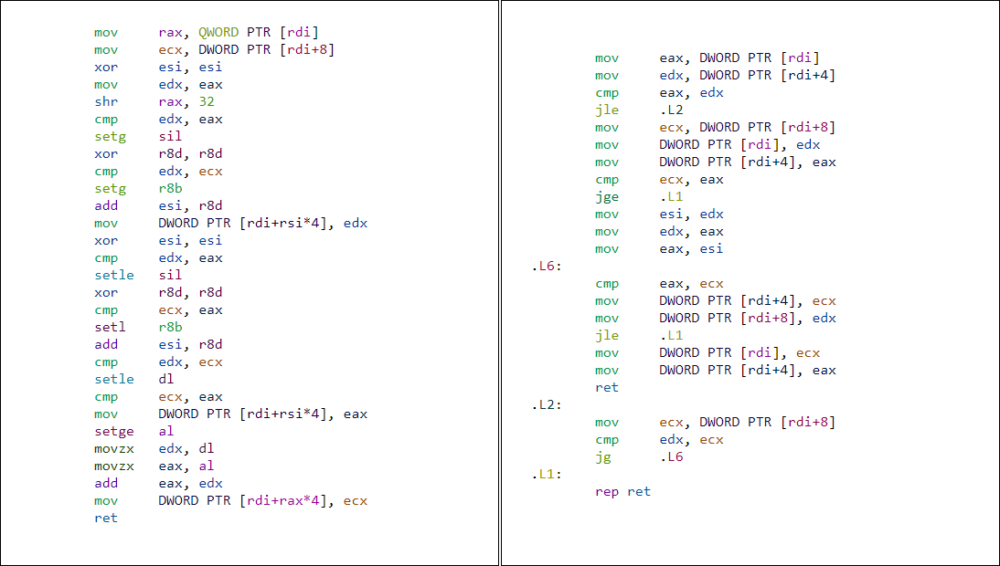 mov rax, QWORD PTR [rdi]
mov ecx, DWORD PTR [rdi+8]
xor esi, esi
mov edx, eax
shr rax, 32
cmp edx, eax
setg sil
xor r8d, r8d
cmp edx, ecx
setg r8b
add esi, r8d
mov DWORD PTR [rdi+rsi*4], edx
xor esi, esi
cmp edx, eax
setle sil
xor r8d, r8d
cmp ecx, eax
setl r8b
add esi, r8d
cmp edx, ecx
setle dl
cmp ecx, eax
mov DWORD PTR [rdi+rsi*4], eax
setge al
movzx edx, dl
movzx eax, al
add eax, edx
mov DWORD PTR [rdi+rax*4], ecx
ret
mov eax, DWORD PTR [rdi]
mov edx, DWORD PTR [rdi+4]
cmp eax, edx
jle .L2
mov ecx, DWORD PTR [rdi+8]
mov DWORD PTR [rdi], edx
mov DWORD PTR [rdi+4], eax
cmp ecx, eax
jge .L1
mov esi, edx
mov edx, eax
mov eax, esi
.L6:
cmp eax, ecx
mov DWORD PTR [rdi+4], ecx
mov DWORD PTR [rdi+8], edx
jle .L1
mov DWORD PTR [rdi], ecx
mov DWORD PTR [rdi+4], eax
ret
.L2:
mov ecx, DWORD PTR [rdi+8]
cmp edx, ecx
jg .L6
.L1:
rep ret